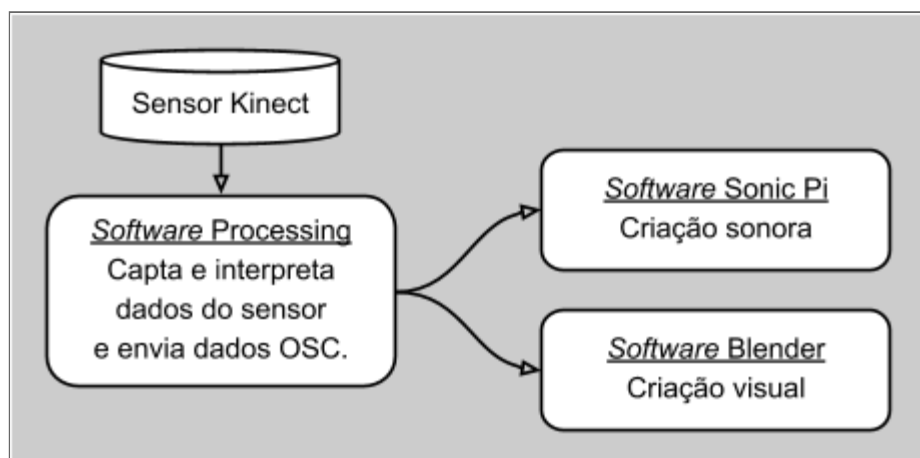 Sensor Kinect
Software Processing
Capta e interpreta
dados do sensor
e envia dados OSC.
Software Sonic Pi
Criação sonora
Software Blender
Criação visual